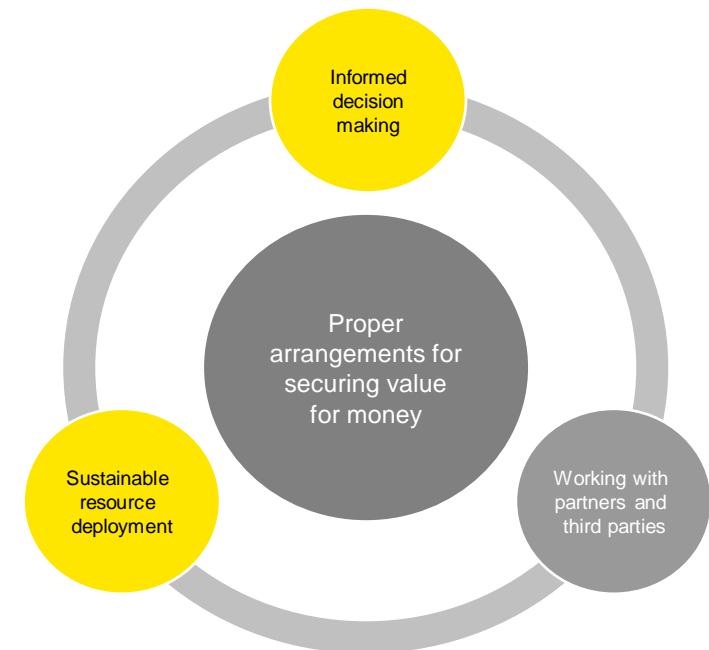 Informed
decision
making
Proper
arrangements for
securing value
for money
Sustainable
resource
deployment
Working with
partners and
third parties